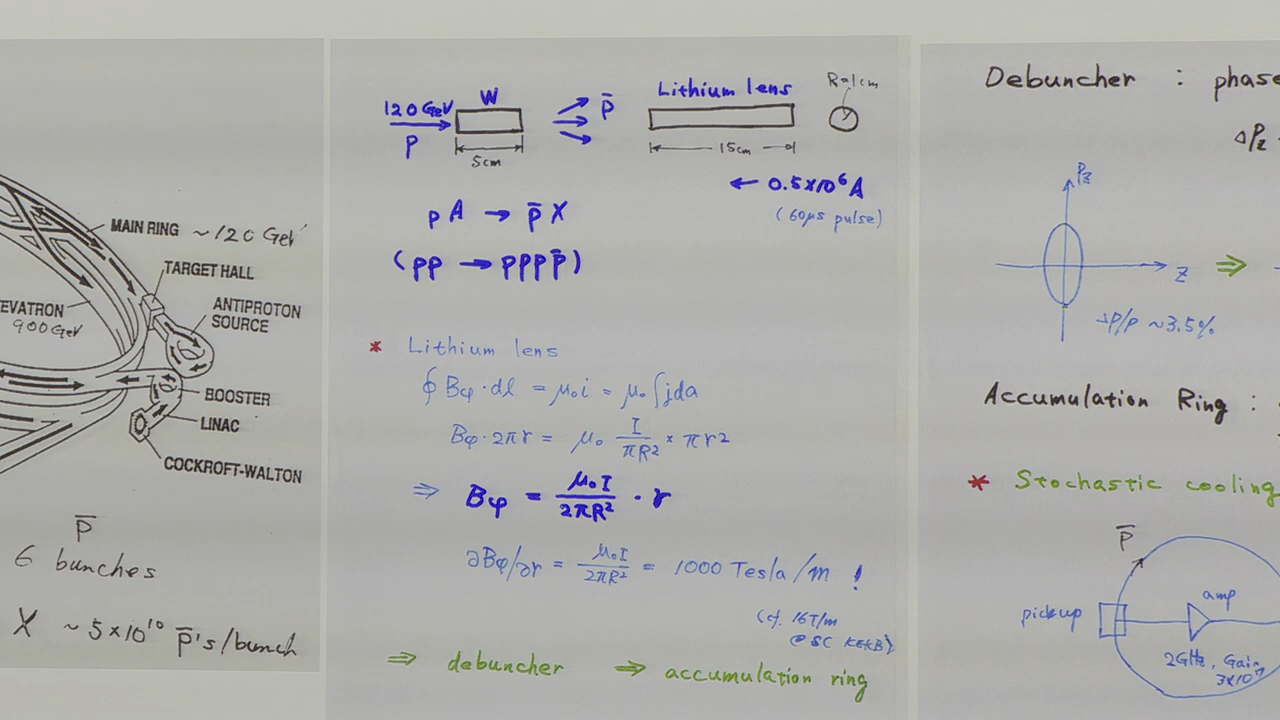 MAIN RING ~120 GeV
TARGET HALL
ANTIPROTON
SOURCE
EVATRON
900GeV
BOOSTER
LINAC
COCKROFT-WALTON
p̄
6 bunches
X ~5×10¹⁰ p̄'s/bunch
120 GeV
p
W
5cm
p̄
Lithium lens
15cm
R=1cm
← 0.5×10⁶A
(60μs pulse)
pA → p̄ X
(pp → pppp̄)
* Lithium lens
∮Bφ·dl = μ₀i = μ₀∫jda
Bφ·2πr = μ₀ I/πR² × πr²
⇒ Bφ = μ₀I/2πR² · r
∂Bφ/∂r = μ₀I/2πR² = 1000 Tesla/m !
(cf. 16T/m
@SC KEKB)
⇒ debuncher ⇒ accumulation ring
Debuncher : phase
ΔPz
Pz
Z
⇒
ΔP/P ~3.5%
Accumulation Ring :
* Stochastic cooling
p̄
pickup
amp
2GHz, Gain
3×10⁷